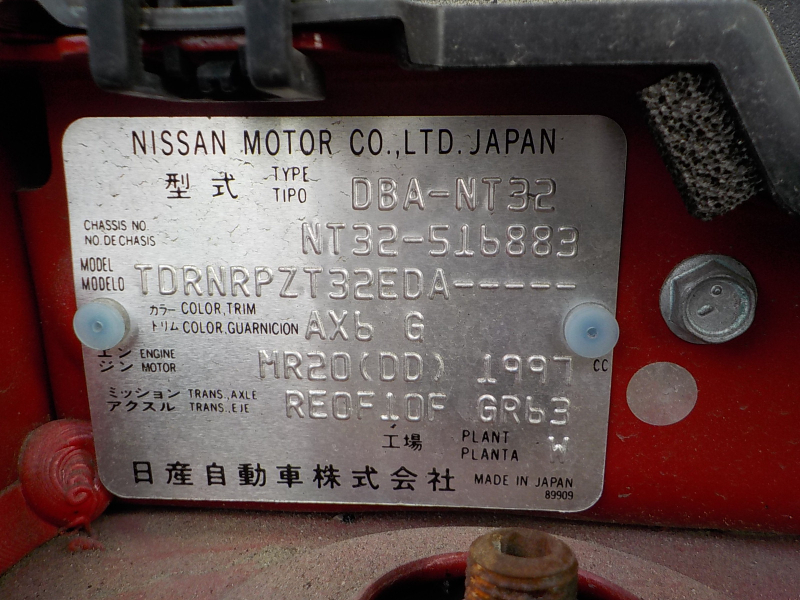 NISSAN MOTOR CO.,LTD. JAPAN
型式 TYPE TIPO DBA-NT32
CHASSIS NO. NO. DE CHASIS NT32-516883
MODEL MODELO TDRNRPZT32EDA-----
カラー COLOR,TRIM
トリム COLOR,GUARNICION AX6 G
エンジン ENGINE MOTOR MR20(DD) 1997 CC
ミッション TRANS.,AXLE
アクスル TRANS.,EJE RE0F10F GR63
工場 PLANT PLANTA W
日産自動車株式会社 MADE IN JAPAN
89909